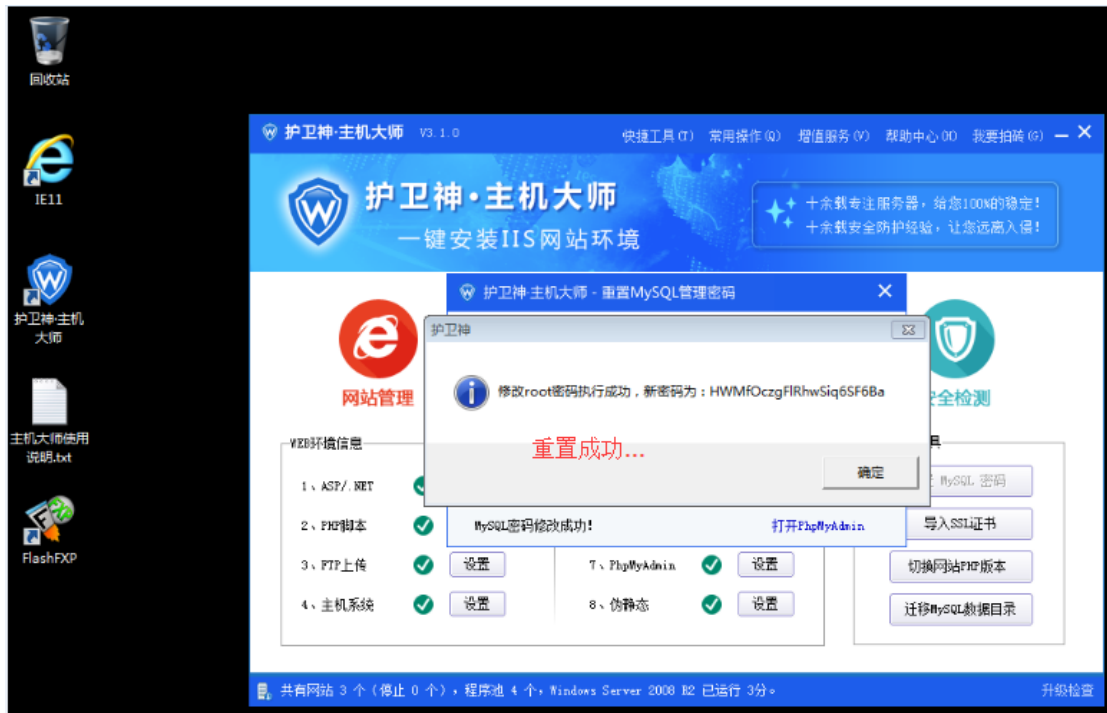 回收站
IE11
护卫神·主机
大师
主机大师使用
说明.txt
FlashFXP
护卫神·主机大师 V3.1.0
快捷工具(T) 常用操作(Q) 增值服务(V) 帮助中心(H) 我要拍砖(G)
护卫神·主机大师
一键安装IIS网站环境
十余载专注服务器，给您100%的稳定！
十余载安全防护经验，让您远离入侵！
护卫神·主机大师 - 重置MySQL管理密码
护卫神
修改root密码执行成功，新密码为：HWMfOczgFlRhwSiq6SF6Ba
重置成功...
确定
MySQL密码修改成功！ 打开PhpMyAdmin
网站管理
安全检测
WEB环境信息
1、ASP/.NET
2、PHP脚本
3、FTP上传 设置
4、主机系统 设置
7、PhpMyAdmin 设置
8、伪静态 设置
具
MySQL 密码
导入SSL证书
切换网站PHP版本
迁移MySQL数据目录
共有网站 3 个（停止 0 个），程序池 4 个，Windows Server 2008 R2 已运行 3分。
升级检查